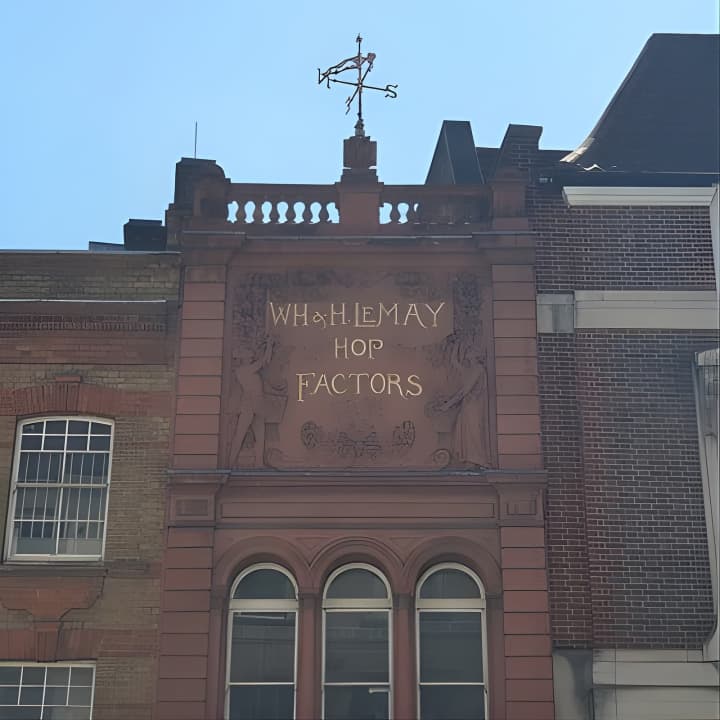 S
WH & H. LEMAY
HOP
FACTORS